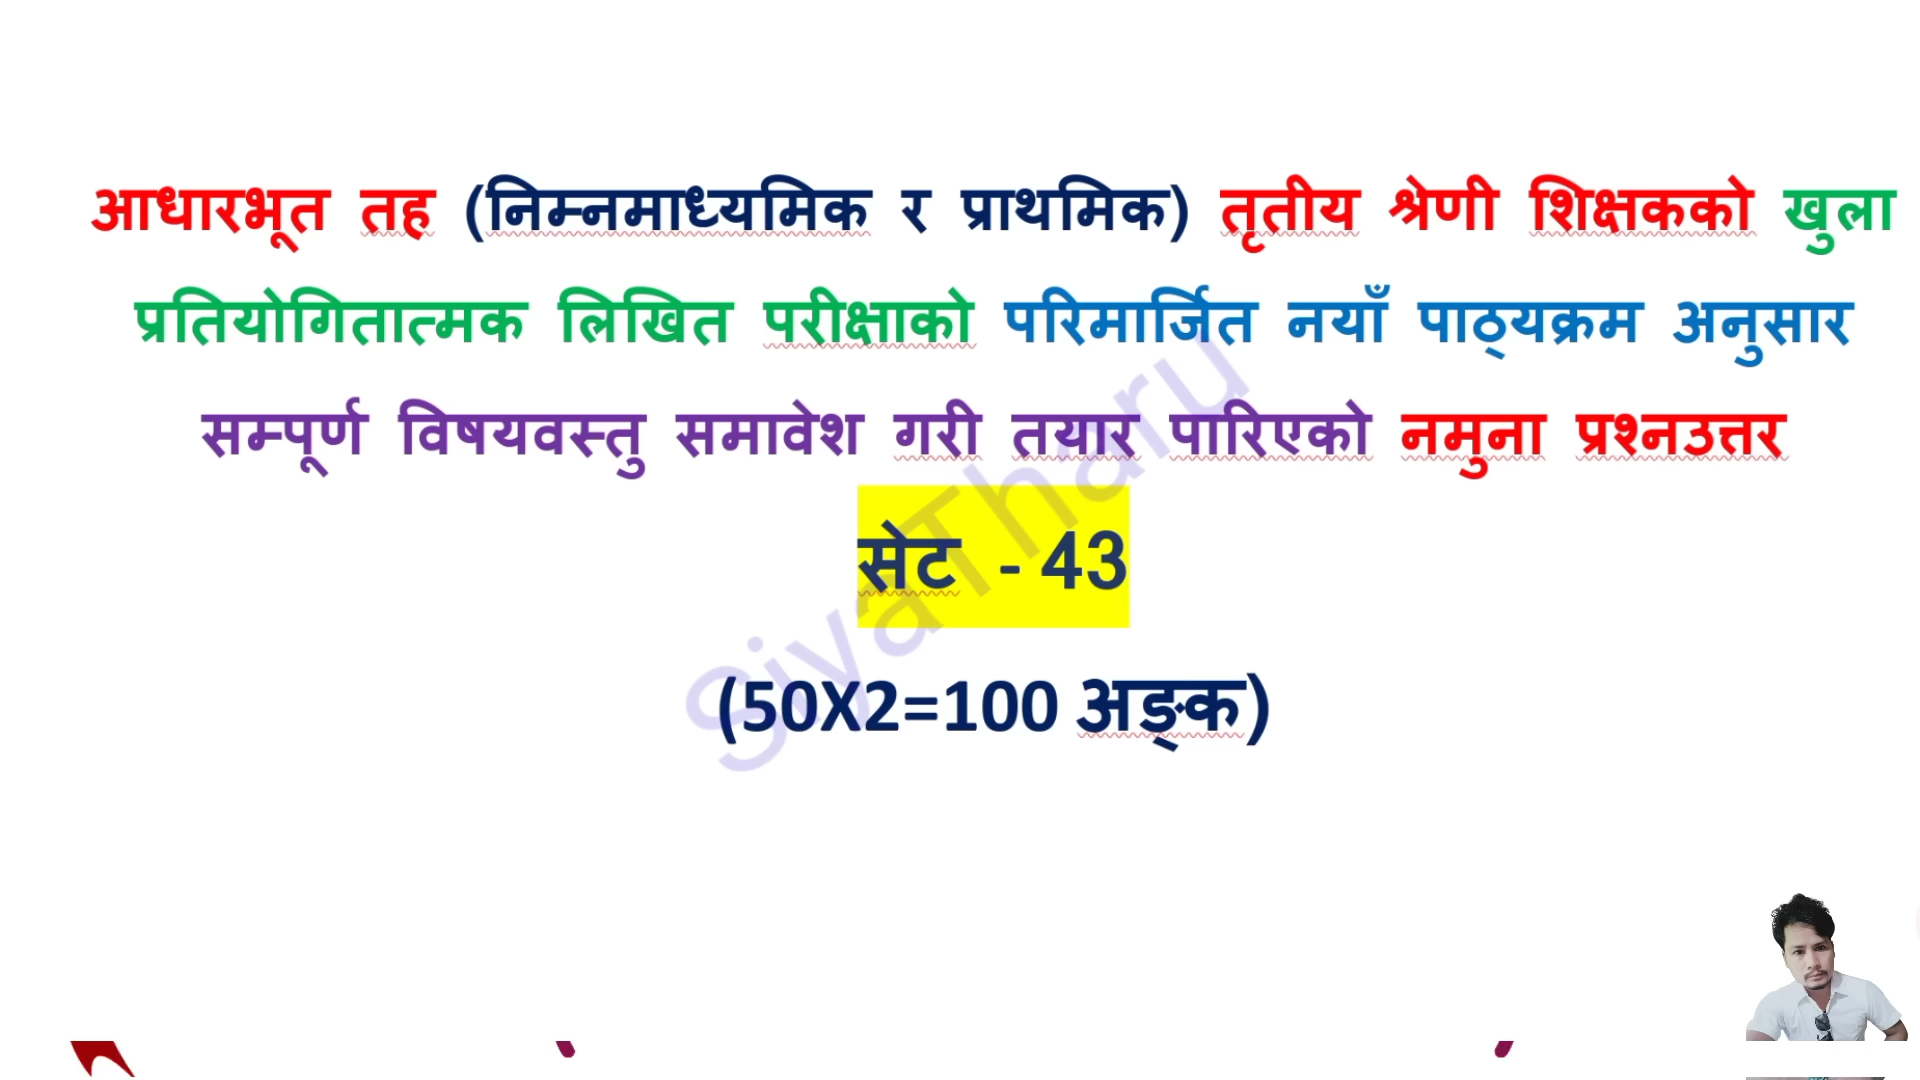 आधारभूत तह (निम्नमाध्यमिक र प्राथमिक) तृतीय श्रेणी शिक्षकको खुला
प्रतियोगितात्मक लिखित परीक्षाको परिमार्जित नयाँ पाठ्यक्रम अनुसार
सम्पूर्ण विषयवस्तु समावेश गरी तयार पारिएको नमुना प्रश्नउत्तर
सेट - 43
(50X2=100 अङ्क)
SiyaTharu